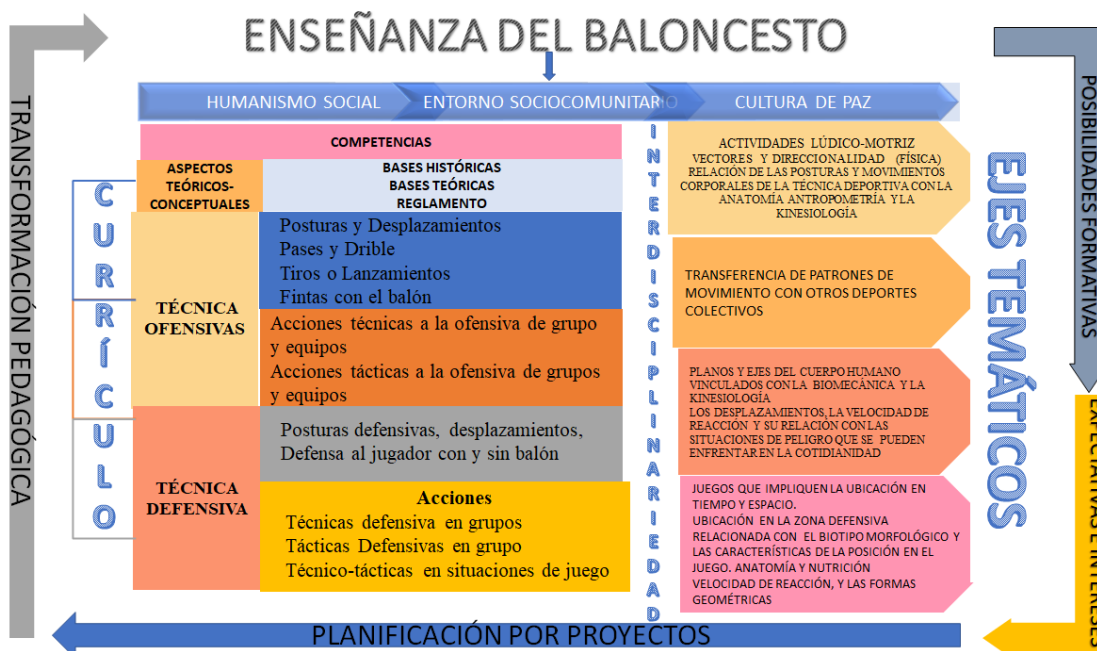 ENSEÑANZA DEL BALONCESTO
TRANSFORMACIÓN PEDAGÓGICA
HUMANISMO SOCIAL
ENTORNO SOCIOCOMUNITARIO
CULTURA DE PAZ
CURRÍCULO
COMPETENCIAS
ASPECTOS
TEÓRICOS-
CONCEPTUALES
BASES HISTÓRICAS
BASES TEÓRICAS
REGLAMENTO
TÉCNICA
OFENSIVAS
Posturas y Desplazamientos
Pases y Drible
Tiros o Lanzamientos
Fintas con el balón
Acciones técnicas a la ofensiva de grupo
y equipos
Acciones tácticas a la ofensiva de grupos
y equipos
TÉCNICA
DEFENSIVA
Posturas defensivas, desplazamientos,
Defensa al jugador con y sin balón
Acciones
Técnicas defensiva en grupos
Tácticas Defensivas en grupo
Técnico-tácticas en situaciones de juego
INTERDISCIPLINARIEDAD
ACTIVIDADES LÚDICO-MOTRIZ
VECTORES Y DIRECCIONALIDAD (FÍSICA)
RELACIÓN DE LAS POSTURAS Y MOVIMIENTOS
CORPORALES DE LA TÉCNICA DEPORTIVA CON LA
ANATOMÍA ANTROPOMETRÍA Y LA
KINESIOLOGÍA
TRANSFERENCIA DE PATRONES DE
MOVIMIENTO CON OTROS DEPORTES
COLECTIVOS
PLANOS Y EJES DEL CUERPO HUMANO
VINCULADOS CON LA BIOMECÁNICA Y LA
KINESIOLOGÍA
LOS DESPLAZAMIENTOS, LA VELOCIDAD DE
REACCIÓN Y SU RELACIÓN CON LAS
SITUACIONES DE PELIGRO QUE SE PUEDEN
ENFRENTAR EN LA COTIDIANIDAD
JUEGOS QUE IMPLIQUEN LA UBICACIÓN EN
TIEMPO Y ESPACIO.
UBICACIÓN EN LA ZONA DEFENSIVA
RELACIONADA CON EL BIOTIPO MORFOLÓGICO Y
LAS CARACTERÍSTICAS DE LA POSICIÓN EN EL
JUEGO. ANATOMÍA Y NUTRICIÓN
VELOCIDAD DE REACCIÓN, Y LAS FORMAS
GEOMÉTRICAS
EJES TEMÁTICOS
POSIBILIDADES FORMATIVAS
EXPECTATIVAS E INTERESES
PLANIFICACIÓN POR PROYECTOS